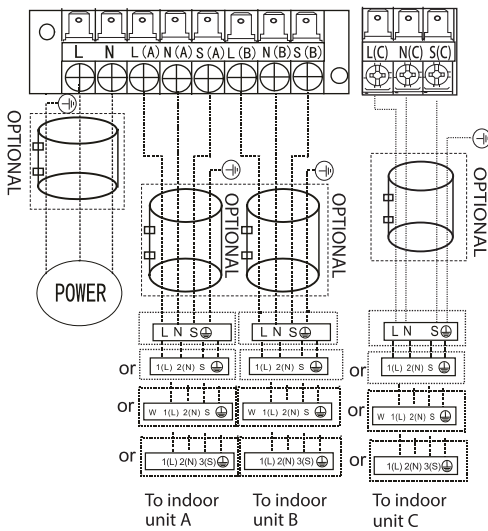 L N L(A) N(A) S(A) L(B) N(B) S(B)
L(C) N(C) S(C)
OPTIONAL
OPTIONAL
OPTIONAL
OPTIONAL
POWER
L N S
L N S
L N S
or
1(L) 2(N) S
1(L) 2(N) S
or
1(L) 2(N) S
or
W 1(L) 2(N) S
W 1(L) 2(N) S
or
W 1(L) 2(N) S
or
1(L) 2(N) 3(S)
1(L) 2(N) 3(S)
or
1(L) 2(N) 3(S)
To indoor
unit A
To indoor
unit B
To indoor
unit C